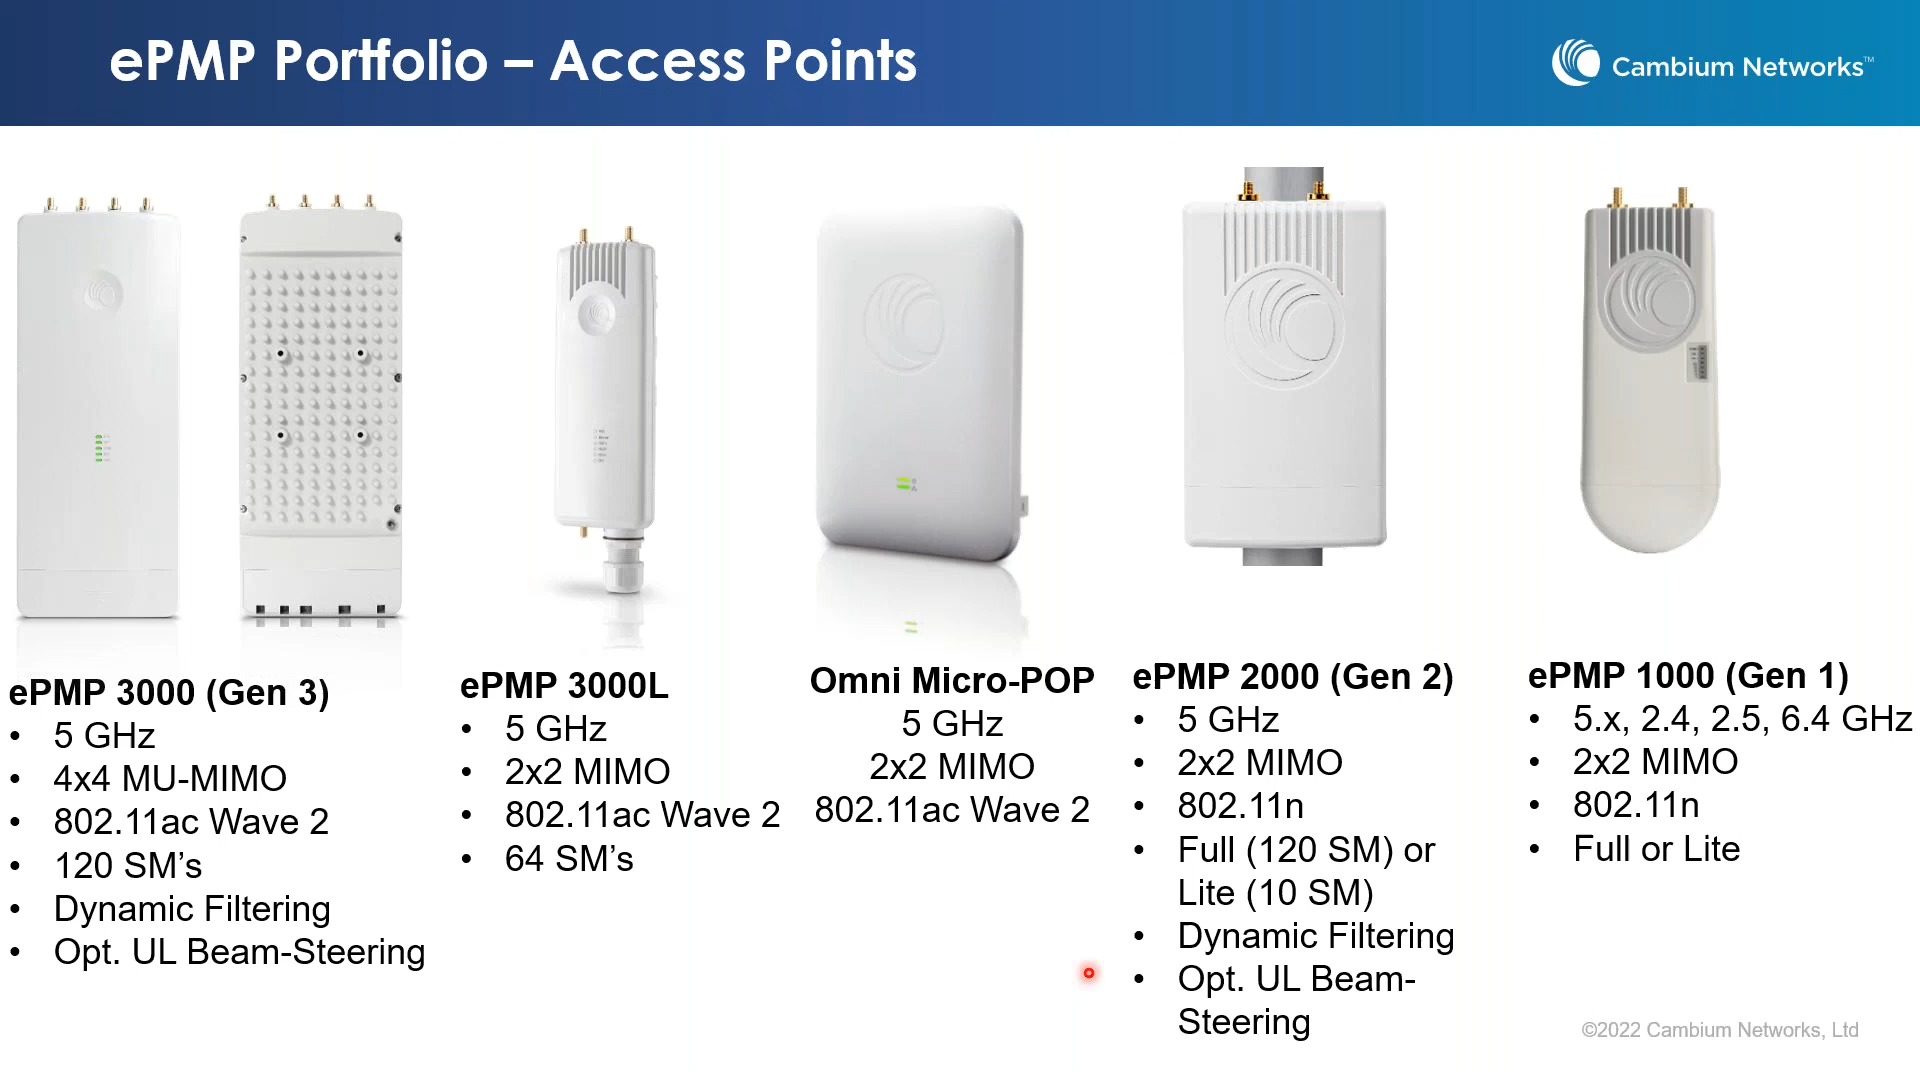 ePMP Portfolio – Access Points
Cambium Networks™
ePMP 3000 (Gen 3)
• 5 GHz
• 4x4 MU-MIMO
• 802.11ac Wave 2
• 120 SM’s
• Dynamic Filtering
• Opt. UL Beam-Steering
ePMP 3000L
• 5 GHz
• 2x2 MIMO
• 802.11ac Wave 2
• 64 SM’s
Omni Micro-POP
5 GHz
2x2 MIMO
802.11ac Wave 2
ePMP 2000 (Gen 2)
• 5 GHz
• 2x2 MIMO
• 802.11n
• Full (120 SM) or
Lite (10 SM)
• Dynamic Filtering
• Opt. UL Beam-
Steering
ePMP 1000 (Gen 1)
• 5.x, 2.4, 2.5, 6.4 GHz
• 2x2 MIMO
• 802.11n
• Full or Lite
©2022 Cambium Networks, Ltd